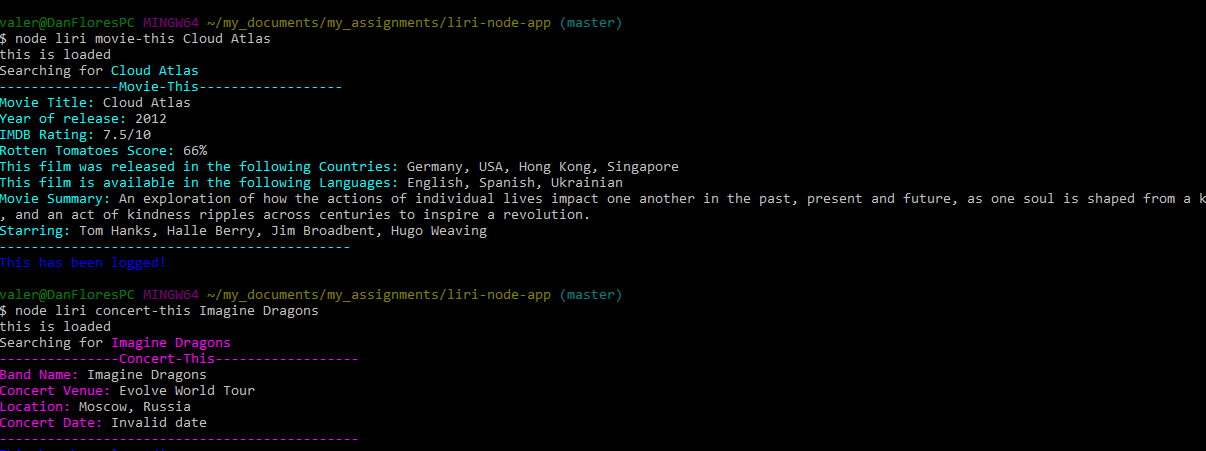 valer@DanFloresPC MINGW64 ~/my_documents/my_assignments/liri-node-app (master)
$ node liri movie-this Cloud Atlas
this is loaded
Searching for Cloud Atlas
---------------Movie-This------------------
Movie Title: Cloud Atlas
Year of release: 2012
IMDB Rating: 7.5/10
Rotten Tomatoes Score: 66%
This film was released in the following Countries: Germany, USA, Hong Kong, Singapore
This film is available in the following Languages: English, Spanish, Ukrainian
Movie Summary: An exploration of how the actions of individual lives impact one another in the past, present and future, as one soul is shaped from a k
, and an act of kindness ripples across centuries to inspire a revolution.
Starring: Tom Hanks, Halle Berry, Jim Broadbent, Hugo Weaving
--------------------------------------------
This has been logged!
valer@DanFloresPC MINGW64 ~/my_documents/my_assignments/liri-node-app (master)
$ node liri concert-this Imagine Dragons
this is loaded
Searching for Imagine Dragons
---------------Concert-This------------------
Band Name: Imagine Dragons
Concert Venue: Evolve World Tour
Location: Moscow, Russia
Concert Date: Invalid date
---------------------------------------------